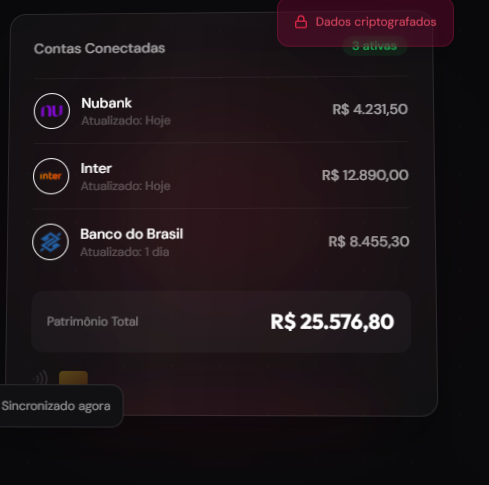 Dados criptografados
Contas Conectadas
3 ativas
nu
Nubank
Atualizado: Hoje
R$ 4.231,50
inter
Inter
Atualizado: Hoje
R$ 12.890,00
Banco do Brasil
Atualizado: 1 dia
R$ 8.455,30
Patrimônio Total
R$ 25.576,80
Sincronizado agora